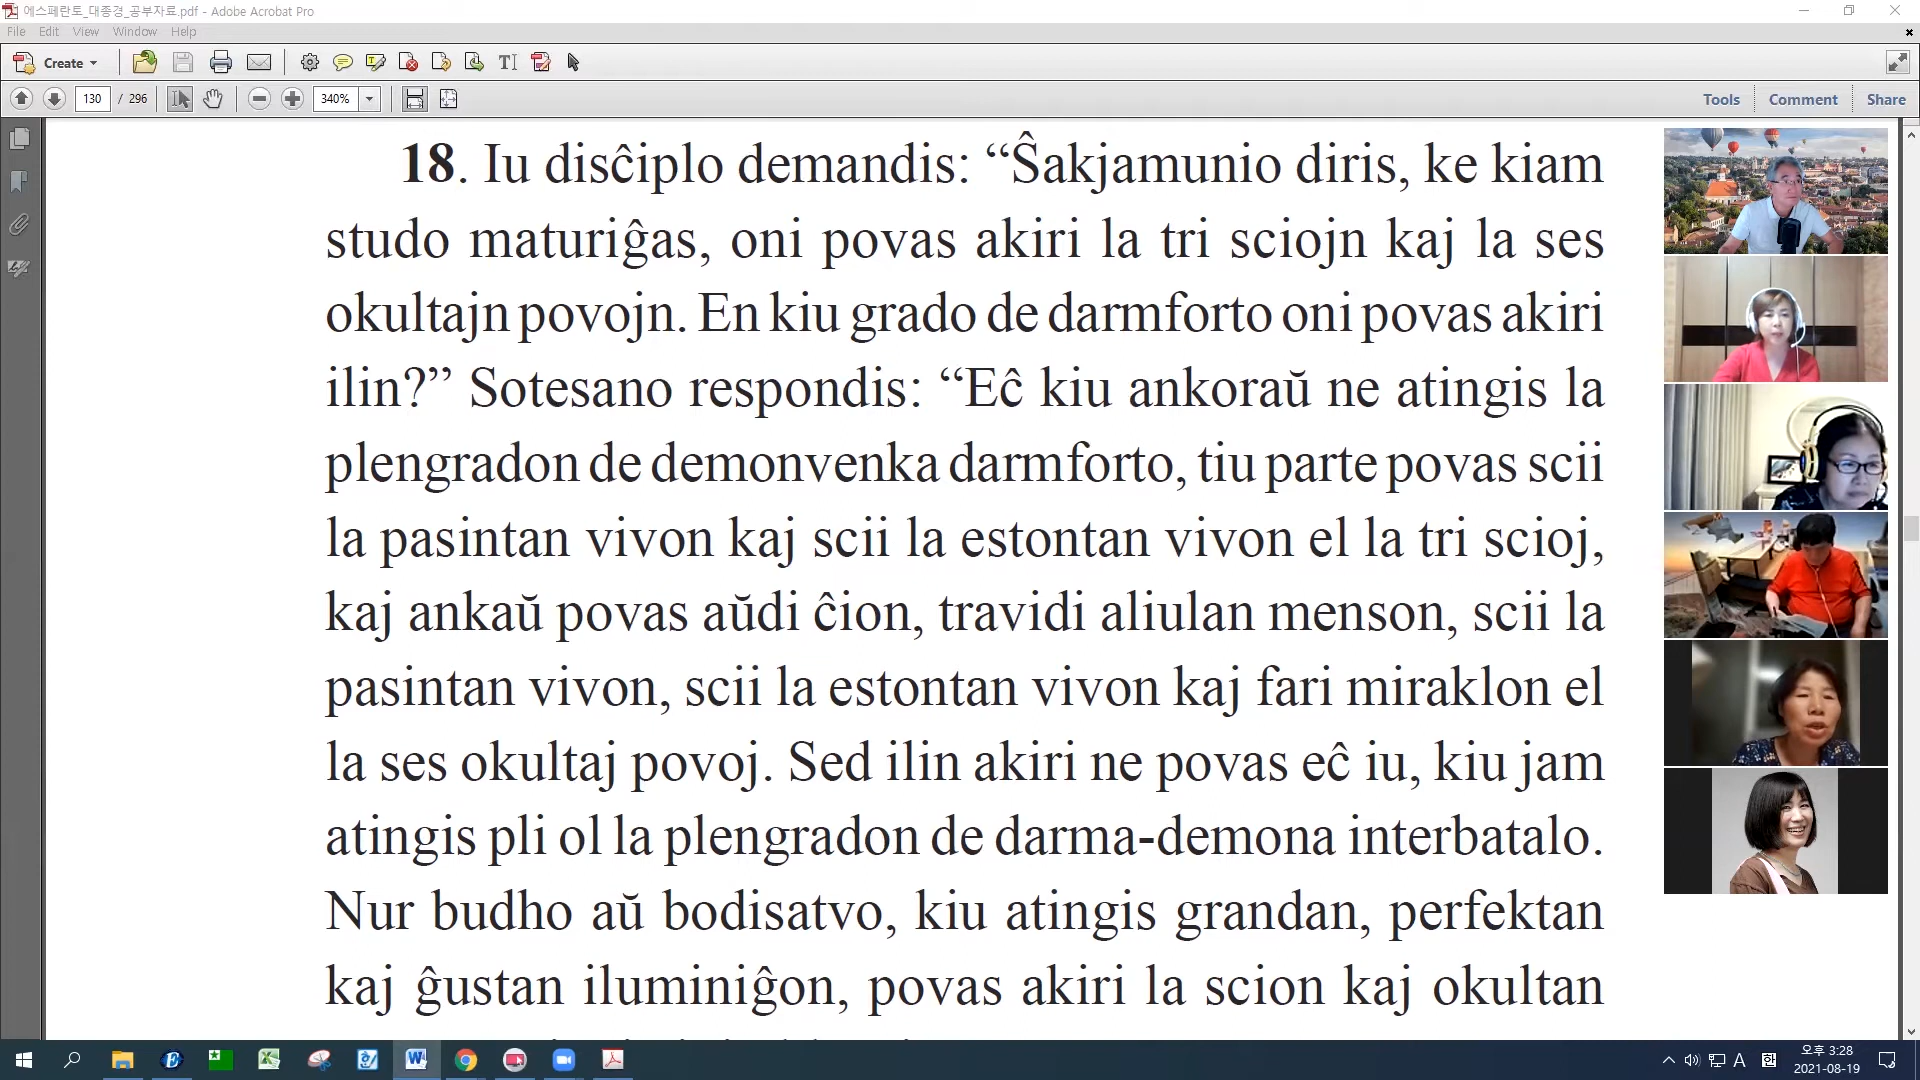 에스페란토_대종경_공부자료.pdf - Adobe Acrobat Pro
File Edit View Window Help
Create
130 / 296
340%
Tools Comment Share
18. Iu disĉiplo demandis: “Ŝakjamunio diris, ke kiam
studo maturiĝas, oni povas akiri la tri sciojn kaj la ses
okultajn povojn. En kiu grado de darmforto oni povas akiri
ilin?” Sotesano respondis: “Eĉ kiu ankoraŭ ne atingis la
plengradon de demonvenka darmforto, tiu parte povas scii
la pasintan vivon kaj scii la estontan vivon el la tri scioj,
kaj ankaŭ povas aŭdi ĉion, travidi aliulan menson, scii la
pasintan vivon, scii la estontan vivon kaj fari miraklon el
la ses okultaj povoj. Sed ilin akiri ne povas eĉ iu, kiu jam
atingis pli ol la plengradon de darma-demona interbatalo.
Nur budho aŭ bodisatvo, kiu atingis grandan, perfektan
kaj ĝustan iluminiĝon, povas akiri la scion kaj okultan
A 한 오후 3:28
2021-08-19